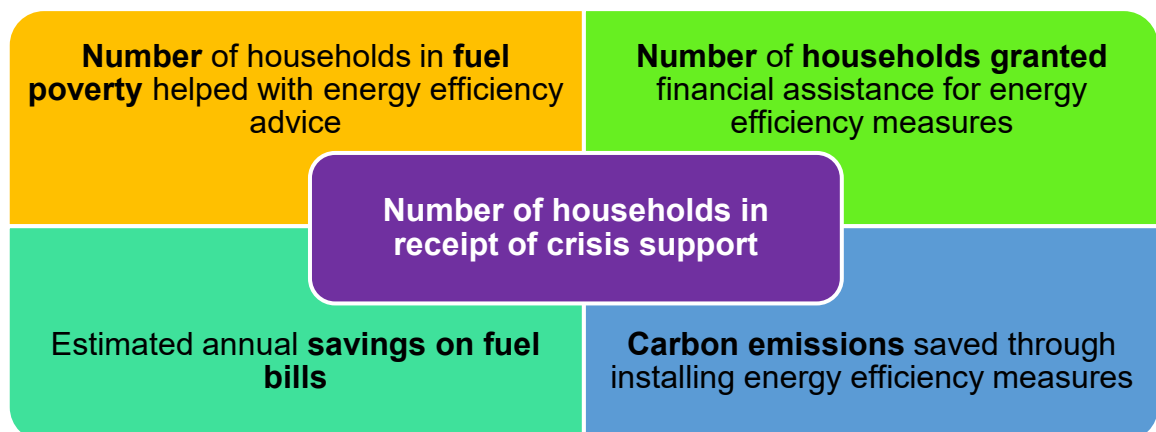 Number of households in fuel
poverty helped with energy efficiency
advice
Number of households granted
financial assistance for energy
efficiency measures
Number of households in
receipt of crisis support
Estimated annual savings on fuel
bills
Carbon emissions saved through
installing energy efficiency measures